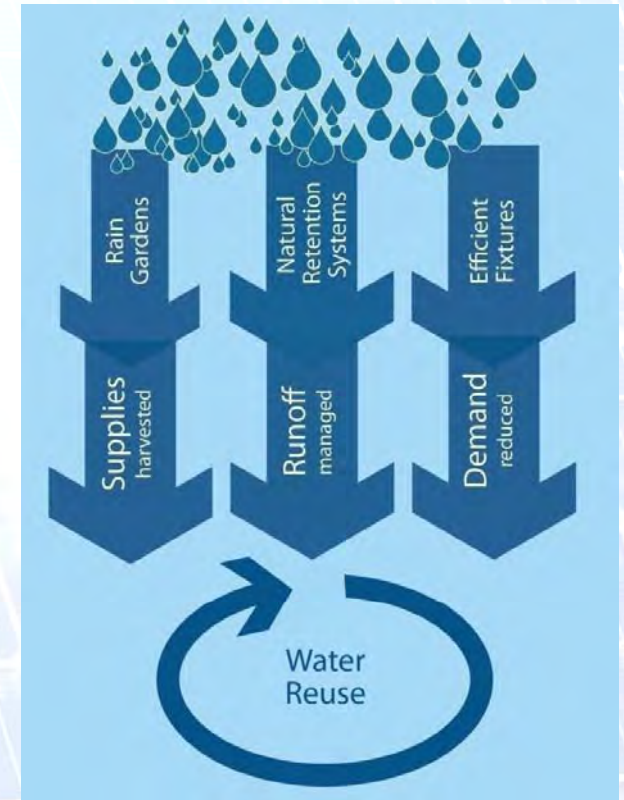 Rain
Gardens
Natural
Retention
Systems
Efficient
Fixtures
Supplies
harvested
Runoff
managed
Demand
reduced
Water
Reuse